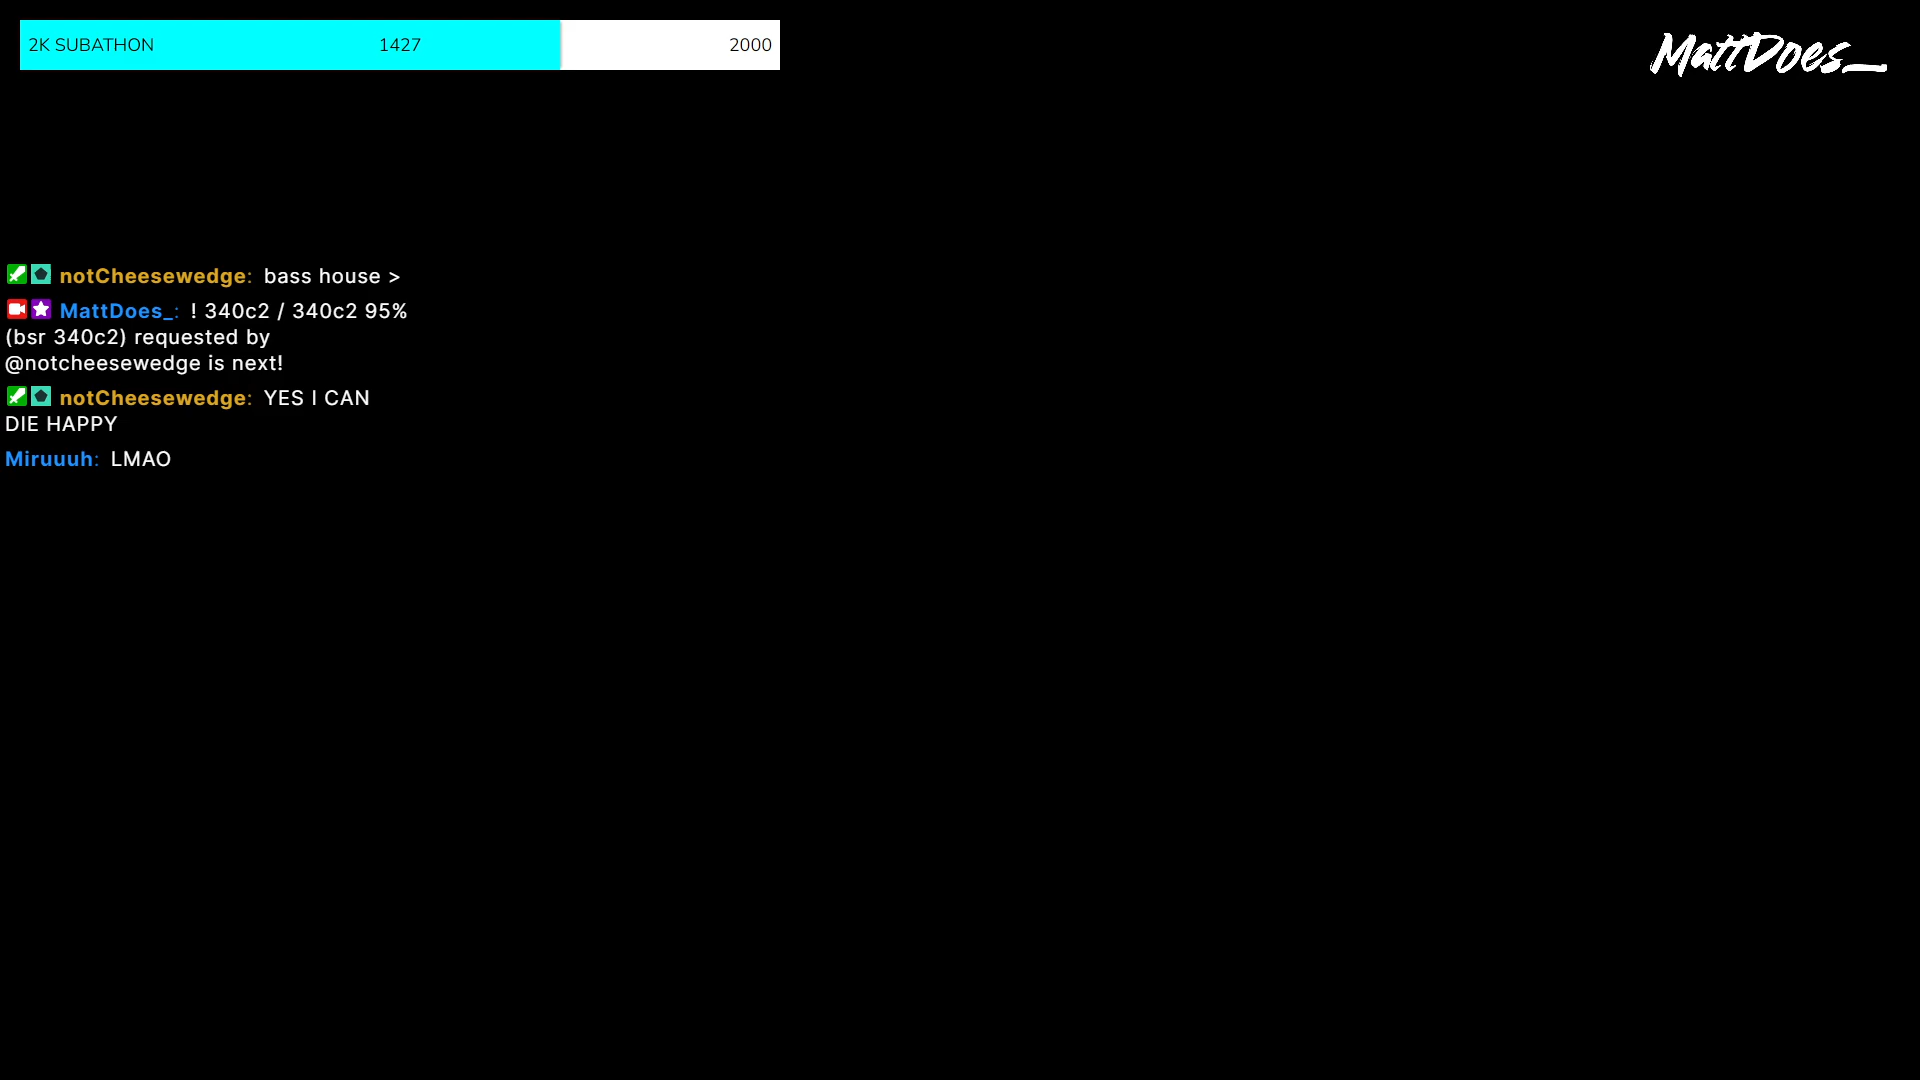 2K SUBATHON 1427 2000
MattDoes_
notCheesewedge: bass house >
MattDoes_: ! 340c2 / 340c2 95%
(bsr 340c2) requested by
@notcheesewedge is next!
notCheesewedge: YES I CAN
DIE HAPPY
Miruuuh: LMAO